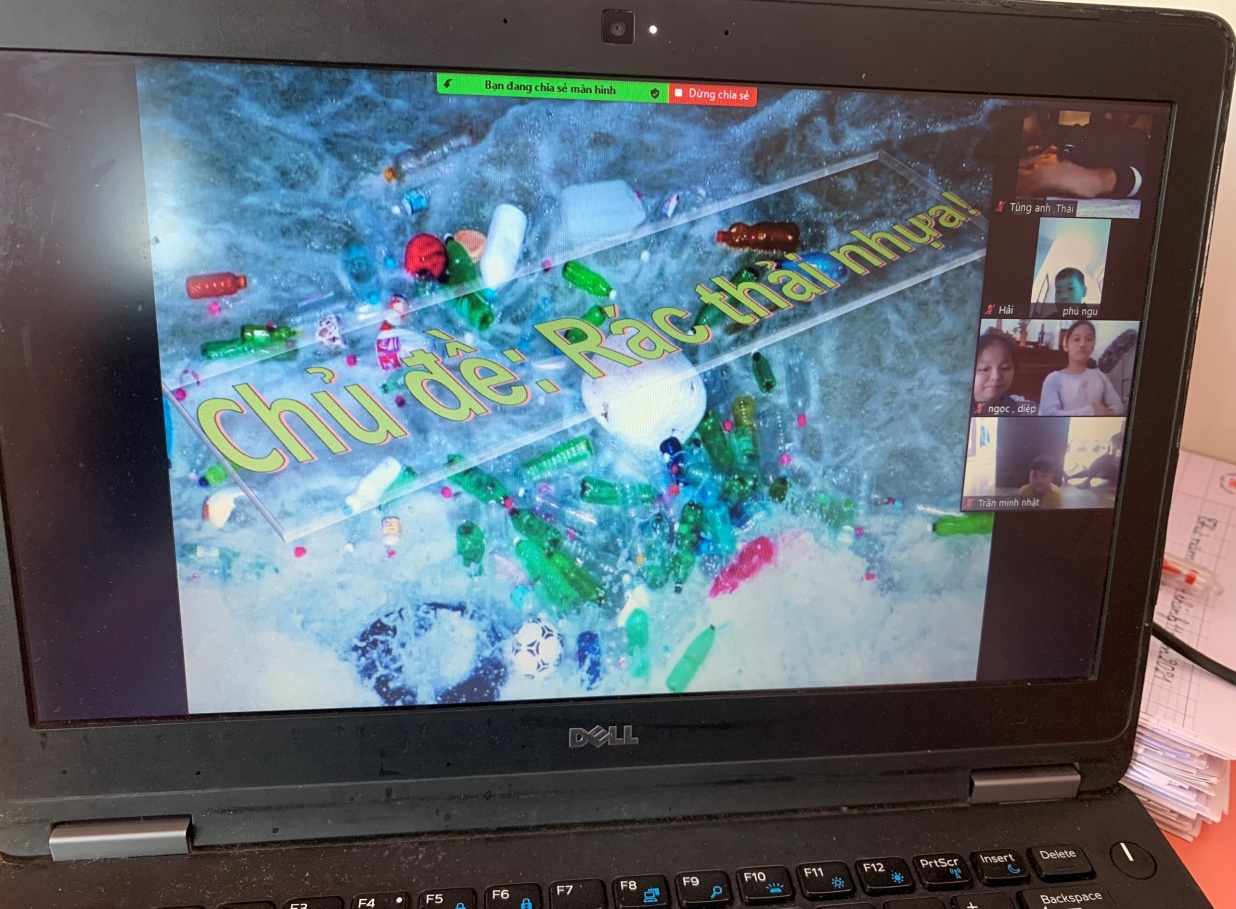 Bạn đang chia sẻ màn hình
Dừng chia sẻ
Chủ đề: Rác thải nhựa!
Tùng anh ,Thái
Hải
phú ngu
ngọc , diệp
Trần minh nhật
DELL
F3
F4
F5
F6
F7
F8
F9
F10
F11
F12
PrtScr
Insert
Delete
Backspace